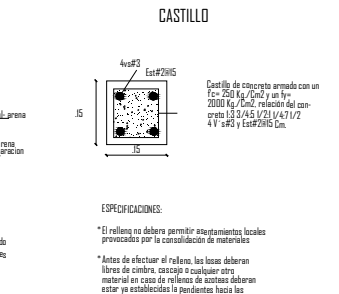 CASTILLO
4vs#3
Est#2@15
.15
.15
Castillo de concreto armado con un
f'c= 250 Kg./Cm2 y un fy=
2000 Kg./Cm2, relación del con-
creto 1:3 3/4:5 1/2:1 1/4:7 1/2
4 V's#3 y Est#2@15 Cm.
arena
rena
aracion
do
es
ESPECIFICACIONES:
*El relleno no debera permitir asentamientos locales
provocados por la consolidación de materiales
*Antes de efectuar el relleno, las losas deberan
libres de cimbra, cascajo o cualquier otro
material en caso de rellenos de azoteas deberan
estar ya establecidas la pendientes hacia las